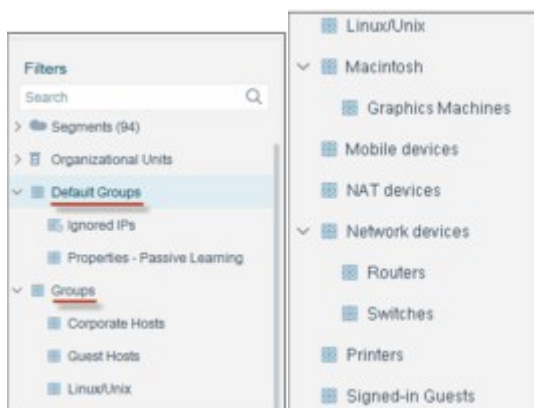 Filters
Search
Segments (94)
Organizational Units
Default Groups
Ignored IPs
Properties - Passive Learning
Groups
Corporate Hosts
Guest Hosts
Linux/Unix
Linux/Unix
Macintosh
Graphics Machines
Mobile devices
NAT devices
Network devices
Routers
Switches
Printers
Signed-in Guests